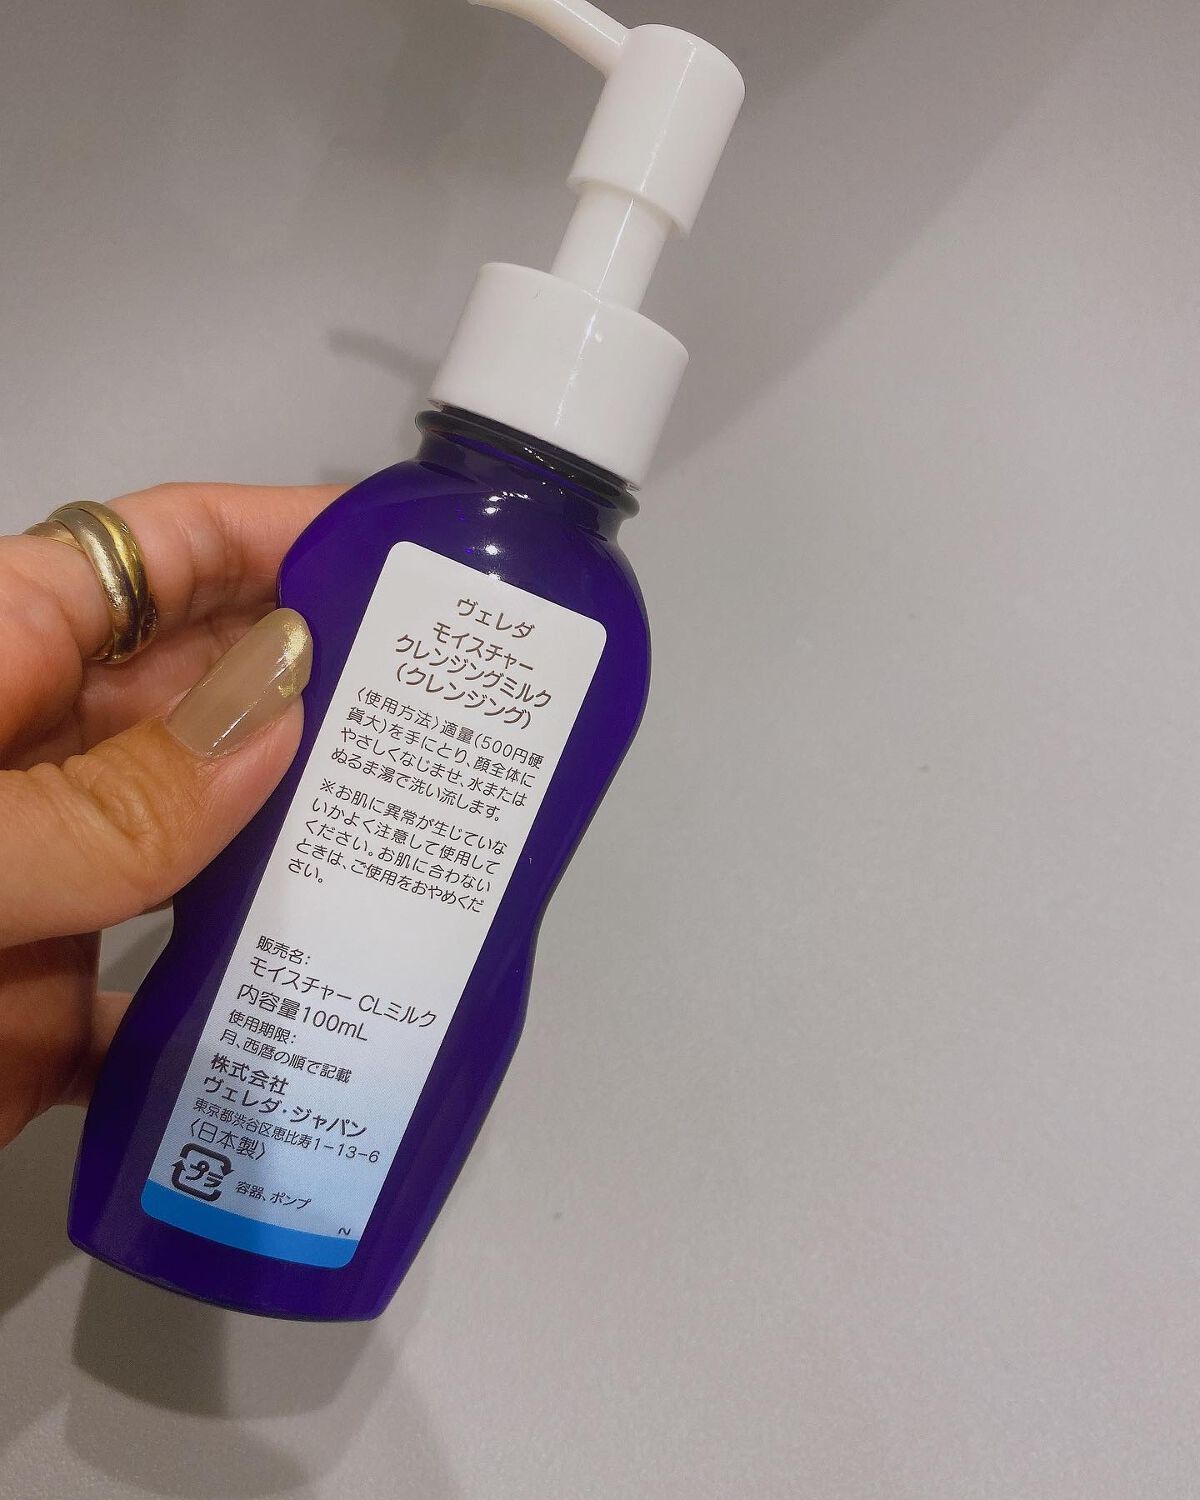 ヴェレダ
モイスチャー
クレンジングミルク
(クレンジング)
〈使用方法〉適量(500円硬
貨大)を手にとり、顔全体に
やさしくなじませ、水または
ぬるま湯で洗い流します。
※お肌に異常が生じていな
いかよく注意して使用して
ください。お肌に合わない
ときは、ご使用をおやめくだ
さい。
販売名:
モイスチャー CLミルク
内容量100mL
使用期限:
月、西暦の順で記載
株式会社
ヴェレダ・ジャパン
東京都渋谷区恵比寿1-13-6
〈日本製〉
プラ 容器、ポンプ